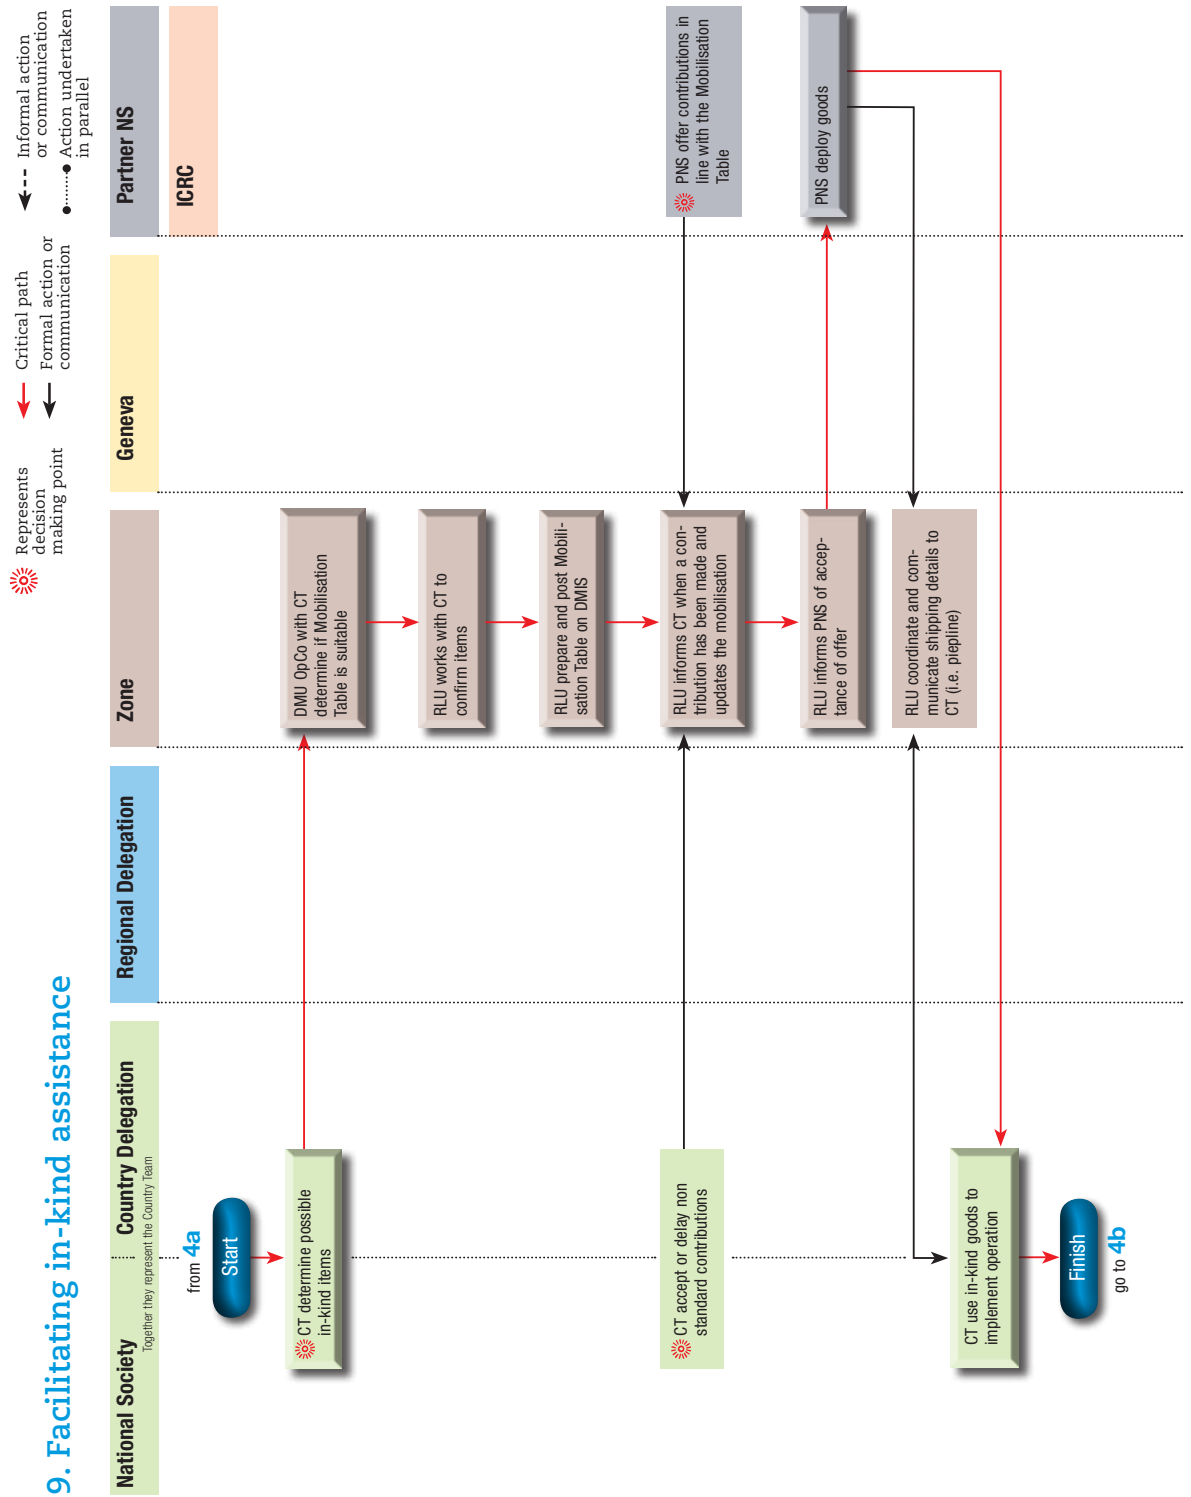 9. Facilitating in-kind assistance
Represents
decision
making point
Critical path
Formal action or
communication
Informal action
or communication
Action undertaken
in parallel
National Society
Country Delegation
Together they represent the Country Team
Regional Delegation
Zone
Geneva
Partner NS
ICRC
from 4a
Start
CT determine possible
in-kind items
DMU OpCo with CT
determine if Mobilisation
Table is suitable
RLU works with CT to
confirm items
RLU prepare and post Mobili-
sation Table on DMIS
CT accept or delay non
standard contributions
RLU informs CT when a con-
tribution has been made and
updates the mobilisation
PNS offer contributions in
line with the Mobilisation
Table
RLU informs PNS of accep-
tance of offer
PNS deploy goods
RLU coordinate and com-
municate shipping details to
CT (i.e. piepline)
CT use in-kind goods to
implement operation
Finish
go to 4b